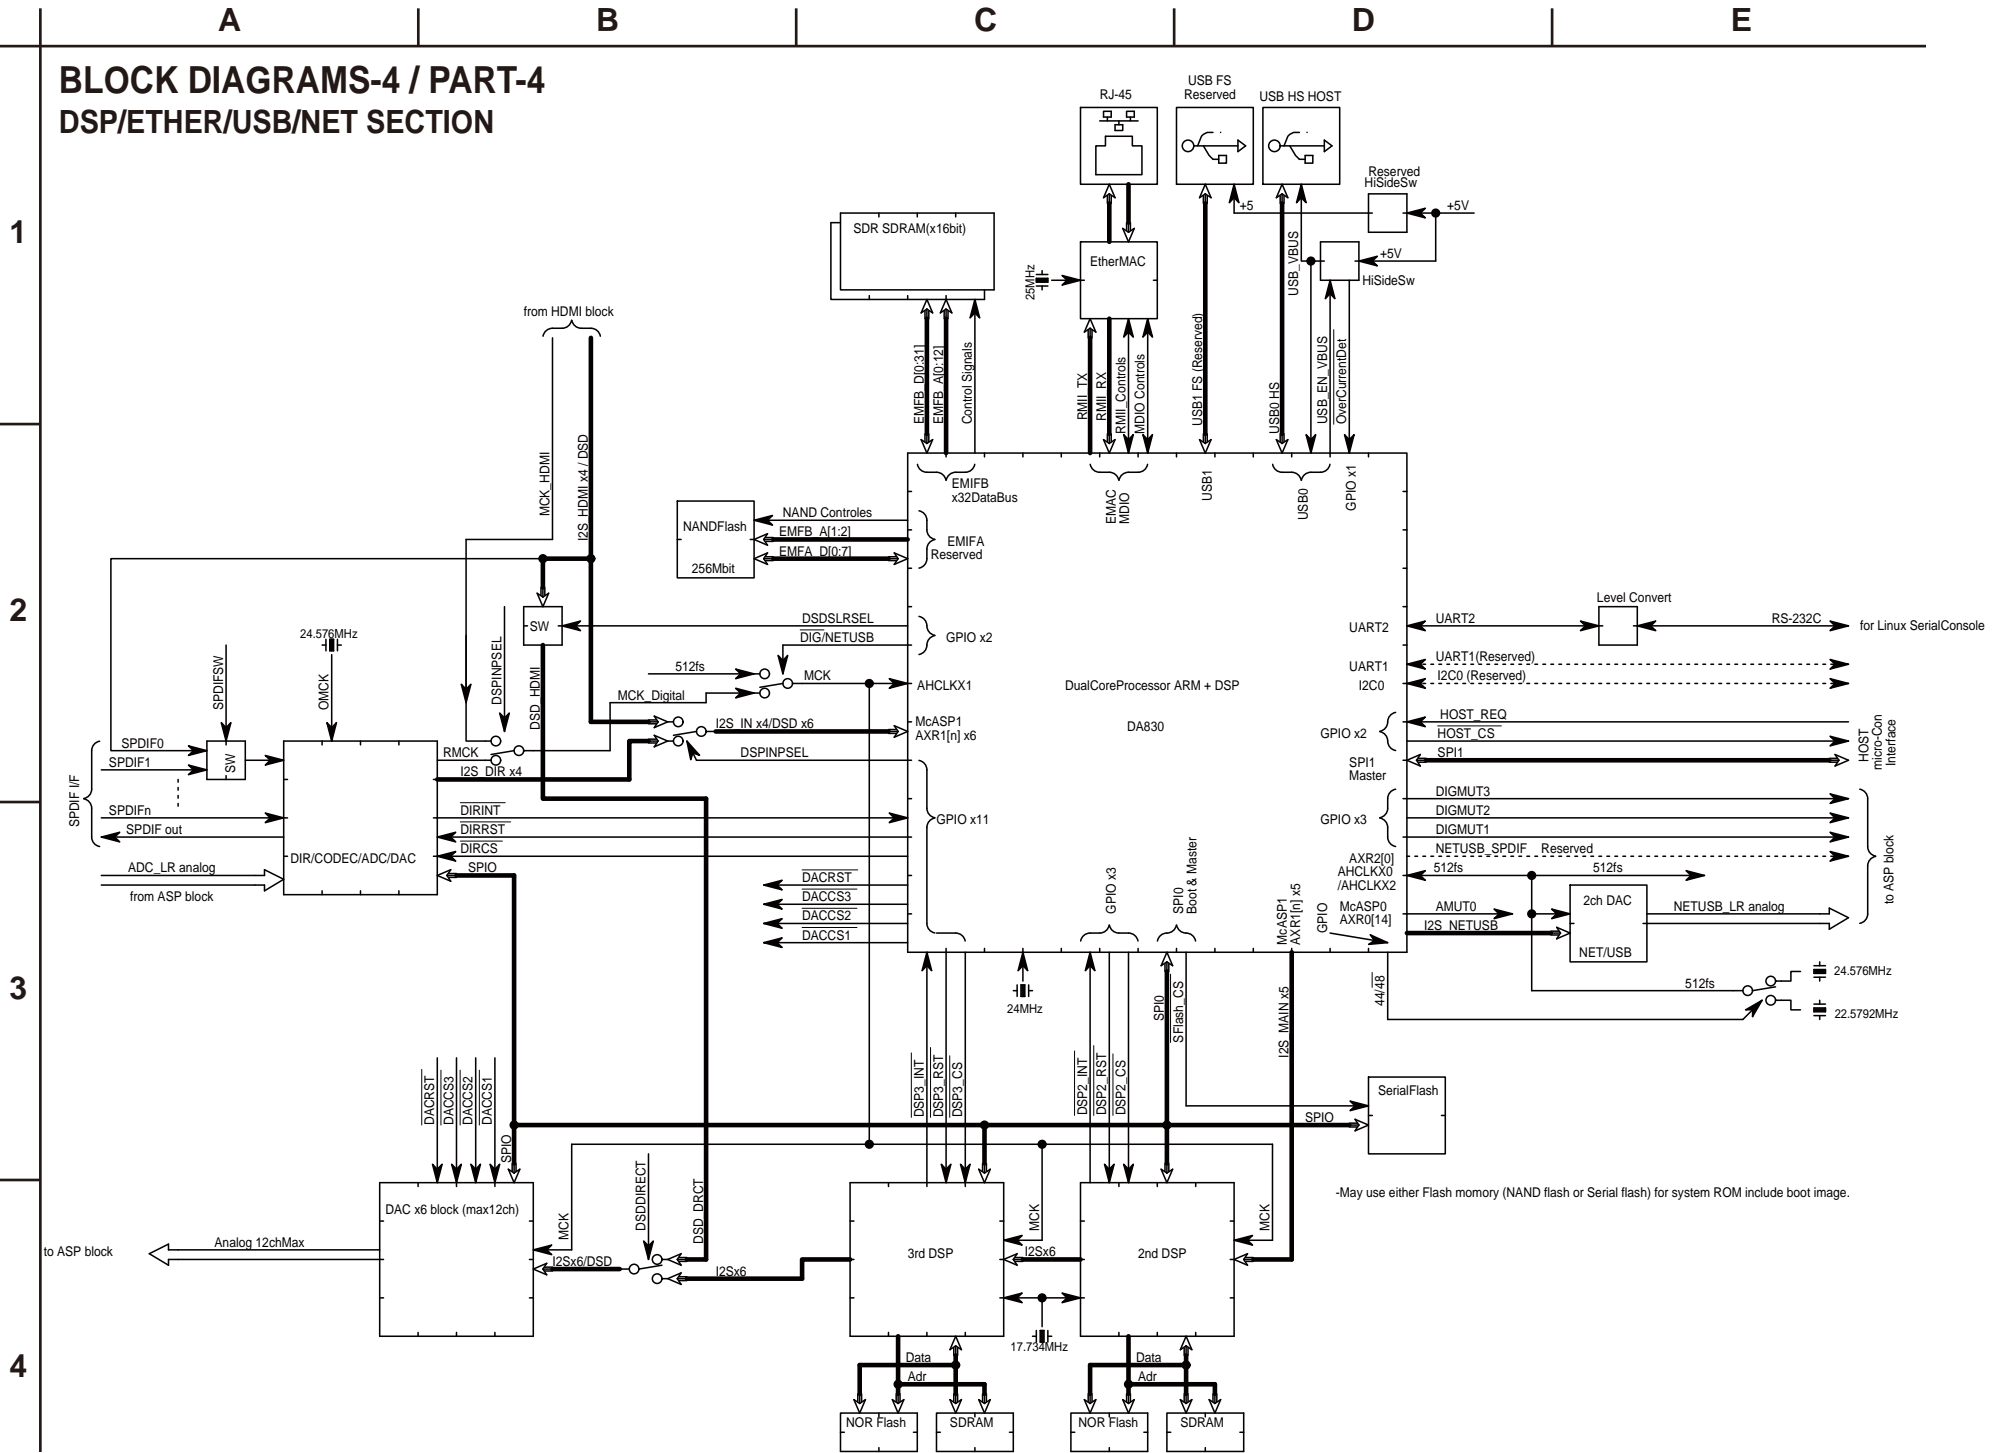 A
B
C
D
E
1
2
3
4
BLOCK DIAGRAMS-4 / PART-4
DSP/ETHER/USB/NET SECTION
RJ-45
USB FS
Reserved
USB HS HOST
Reserved
HiSideSw
+5
+5V
+5V
HiSideSw
USB_VBUS
SDR SDRAM(x16bit)
EtherMAC
25MHz
from HDMI block
MCK_HDMI
I2S_HDMI x4 / DSD
EMFB_D[0:31]
EMFB_A[0:12]
Control Signals
RMII_TX
RMII_RX
RMII_Controls
MDIO Controls
USB1 FS (Reserved)
USB0 HS
USB_EN_VBUS
OverCurrentDet
EMIFB
x32DataBus
EMAC
MDIO
USB1
USB0
GPIO x1
NANDFlash
256Mbit
NAND Controles
EMFB_A[1:2]
EMFA_D[0:7]
EMIFA
Reserved
SW
DSDSLRSEL
DIG/NETUSB
GPIO x2
512fs
MCK
AHCLKX1
MCK_Digital
DSPINPSEL
DSD_HDMI
I2S_IN x4/DSD x6
McASP1
AXR1[n] x6
DSPINPSEL
DualCoreProcessor ARM + DSP
DA830
UART2
UART2
Level Convert
RS-232C
for Linux SerialConsole
UART1
UART1(Reserved)
I2C0
I2C0 (Reserved)
GPIO x2
HOST_REQ
HOST_CS
SPI1
Master
SPI1
HOST
micro-Con
Interface
24.576MHz
OMCK
SPDIFSW
SPDIF I/F
SPDIF0
SPDIF1
SW
SPDIFn
SPDIF out
ADC_LR analog
from ASP block
DIR/CODEC/ADC/DAC
RMCK
I2S_DIR x4
DIRINT
DIRRST
DIRCS
SPIO
GPIO x11
DACRST
DACCS3
DACCS2
DACCS1
GPIO x3
DIGMUT3
DIGMUT2
DIGMUT1
AXR2[0]
NETUSB_SPDIF
Reserved
AHCLKX0
/AHCLKX2
512fs
512fs
McASP0
AXR0[14]
GPIO
AMUT0
I2S_NETUSB
2ch DAC
NET/USB
NETUSB_LR analog
to ASP block
512fs
24.576MHz
22.5792MHz
44/48
GPIO x3
SPI0
Boot & Master
McASP1
AXR1[n] x5
24MHz
SPI0
SFlash_CS
I2S_MAIN x5
DSP3_INT
DSP3_RST
DSP3_CS
DSP2_INT
DSP2_RST
DSP2_CS
SerialFlash
SPIO
DACRST
DACCS3
DACCS2
DACCS1
SPIO
-May use either Flash momory (NAND flash or Serial flash) for system ROM include boot image.
DAC x6 block (max12ch)
to ASP block
Analog 12chMax
MCK
I2Sx6/DSD
DSDDIRECT
DSD_DRCT
I2Sx6
3rd DSP
MCK
I2Sx6
2nd DSP
MCK
17.734MHz
Data
Adr
NOR Flash
SDRAM
Data
Adr
NOR Flash
SDRAM